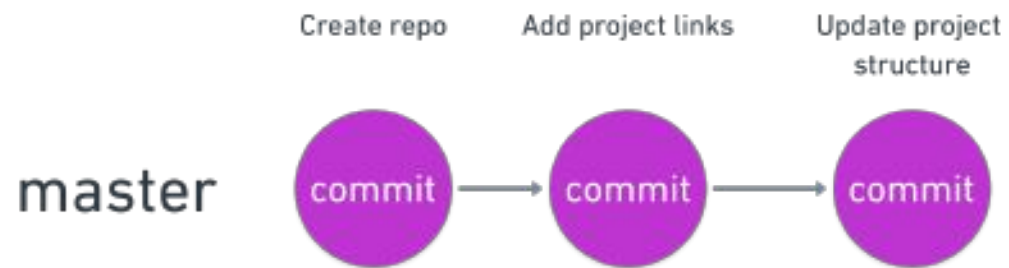 Create repo
Add project links
Update project
structure
master
commit
commit
commit